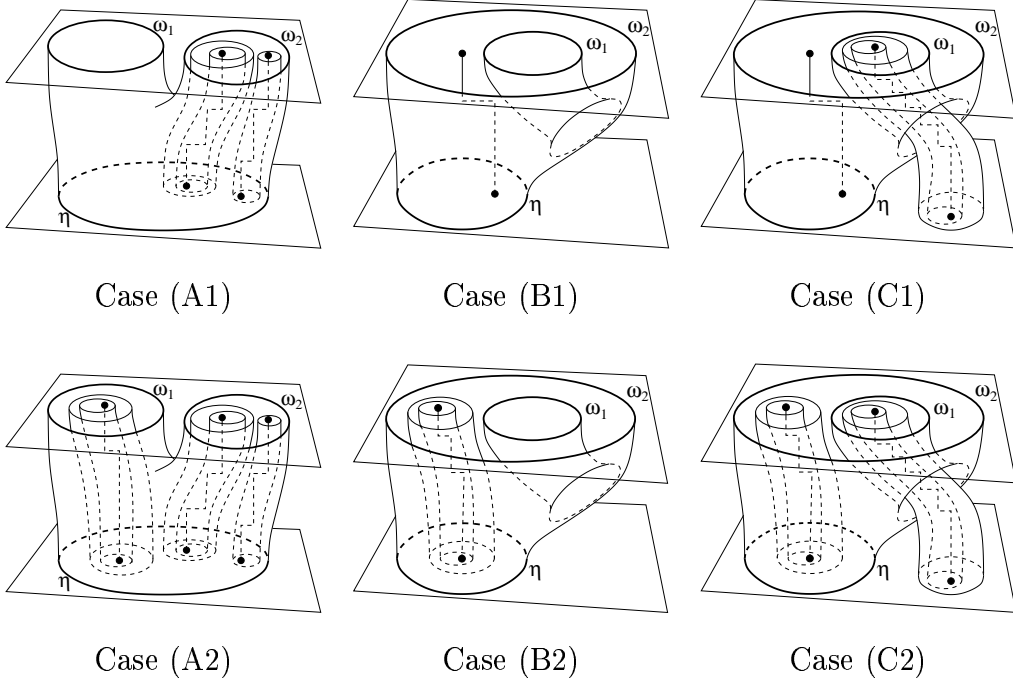 ω₁ ω₂ ω₁ ω₂ ω₁ ω₂
η η η
Case (A1) Case (B1) Case (C1)
ω₁ ω₂ ω₁ ω₂ ω₁ ω₂
η η η
Case (A2) Case (B2) Case (C2)